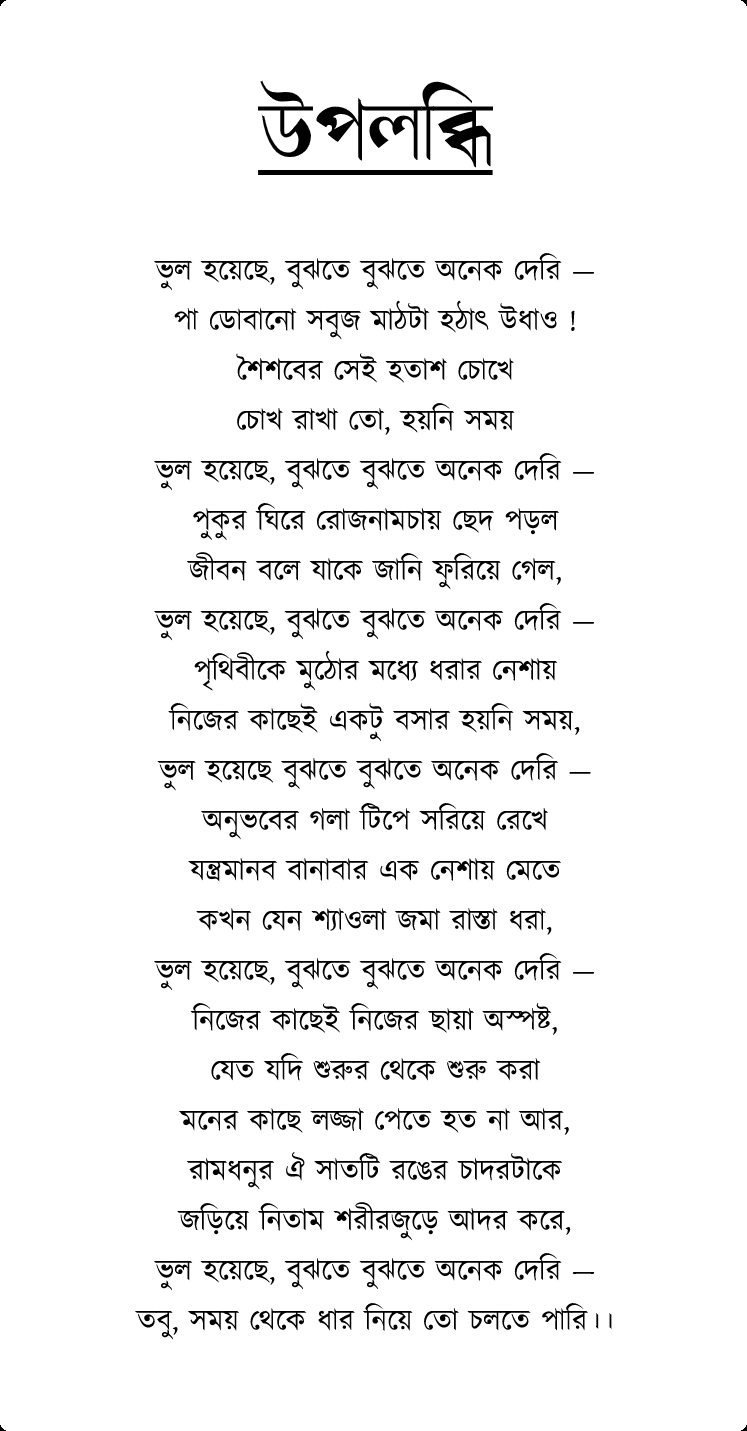 উপলব্ধি
ভুল হয়েছে, বুঝতে বুঝতে অনেক দেরি —
পা ডোবানো সবুজ মাঠটা হঠাৎ উধাও !
শৈশবের সেই হতাশ চোখে
চোখ রাখা তো, হয়নি সময়
ভুল হয়েছে, বুঝতে বুঝতে অনেক দেরি —
পুকুর ঘিরে রোজনামচায় ছেদ পড়ল
জীবন বলে যাকে জানি ফুরিয়ে গেল,
ভুল হয়েছে, বুঝতে বুঝতে অনেক দেরি —
পৃথিবীকে মুঠোর মধ্যে ধরার নেশায়
নিজের কাছেই একটু বসার হয়নি সময়,
ভুল হয়েছে বুঝতে বুঝতে অনেক দেরি —
অনুভবের গলা টিপে সরিয়ে রেখে
যন্ত্রমানব বানাবার এক নেশায় মেতে
কখন যেন শ্যাওলা জমা রাস্তা ধরা,
ভুল হয়েছে, বুঝতে বুঝতে অনেক দেরি —
নিজের কাছেই নিজের ছায়া অস্পষ্ট,
যেত যদি শুরুর থেকে শুরু করা
মনের কাছে লজ্জা পেতে হত না আর,
রামধনুর ঐ সাতটি রঙের চাদরটাকে
জড়িয়ে নিতাম শরীরজুড়ে আদর করে,
ভুল হয়েছে, বুঝতে বুঝতে অনেক দেরি —
তবু, সময় থেকে ধার নিয়ে তো চলতে পারি।।